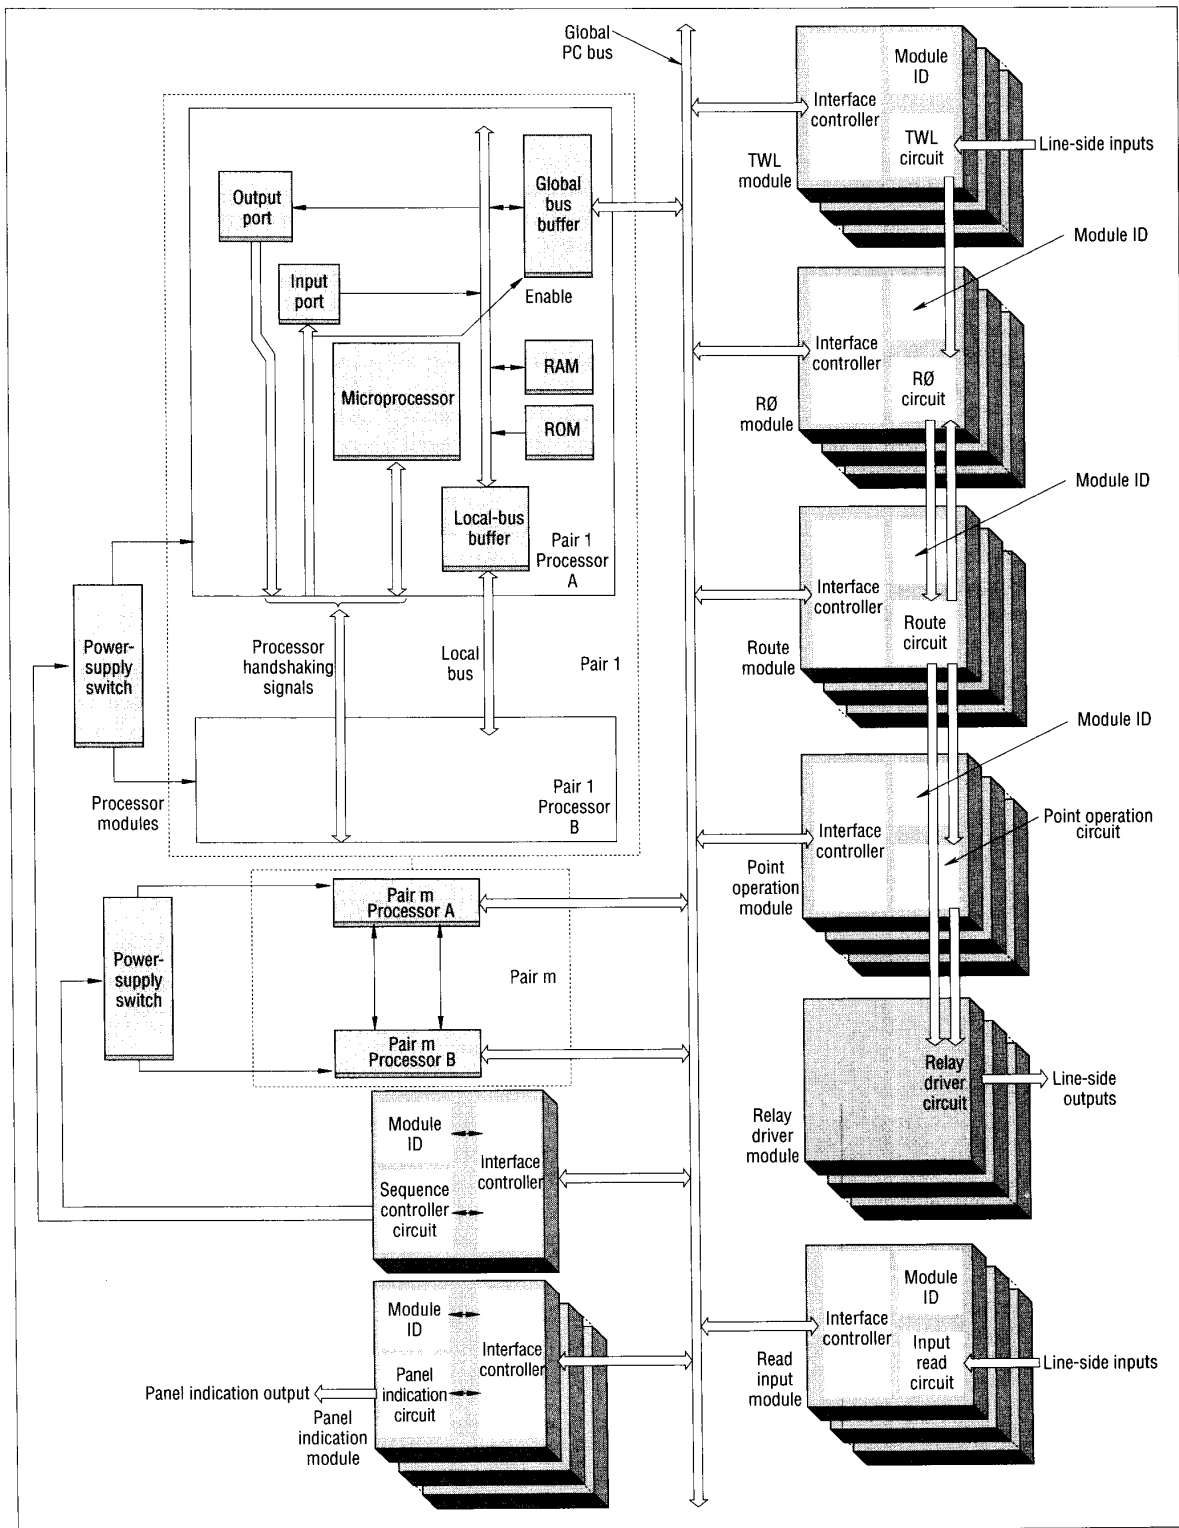 Global
PC bus
Output
port
Input
port
Global
bus
buffer
Enable
Microprocessor
RAM
ROM
Local-bus
buffer
Pair 1
Processor
A
Power-
supply
switch
Processor
handshaking
signals
Local
bus
Pair 1
Processor
modules
Pair 1
Processor
B
Power-
supply
switch
Pair m
Processor A
Pair m
Pair m
Processor B
Module
ID
Interface
controller
Sequence
controller
circuit
Module
ID
Interface
controller
Panel
indication
circuit
Panel indication output
Panel
indication
module
Module
ID
Interface
controller
TWL
circuit
Line-side inputs
TWL
module
Module ID
Interface
controller
RØ
circuit
RØ
module
Module ID
Interface
controller
Route
circuit
Route
module
Module ID
Interface
controller
Point operation
circuit
Point
operation
module
Relay
driver
circuit
Line-side
outputs
Relay
driver
module
Module
ID
Interface
controller
Input
read
circuit
Line-side inputs
Read
input
module